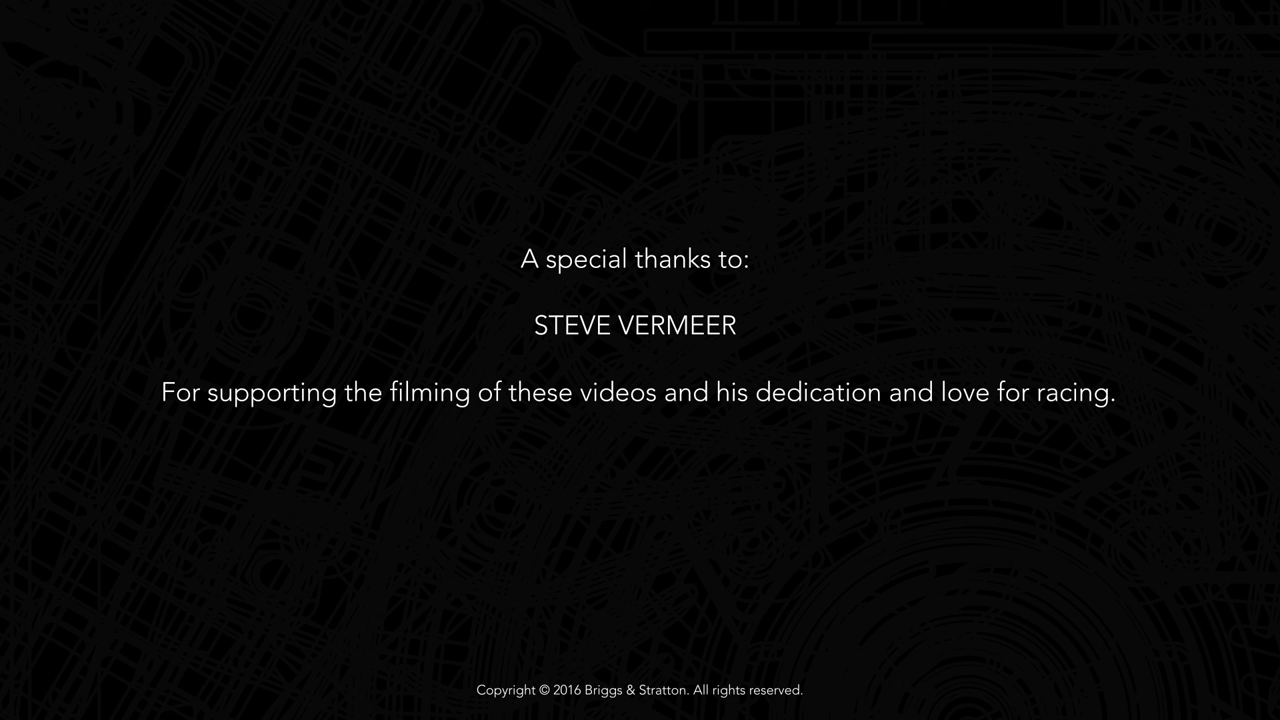 A special thanks to:
STEVE VERMEER
For supporting the filming of these videos and his dedication and love for racing.
Copyright © 2016 Briggs & Stratton. All rights reserved.